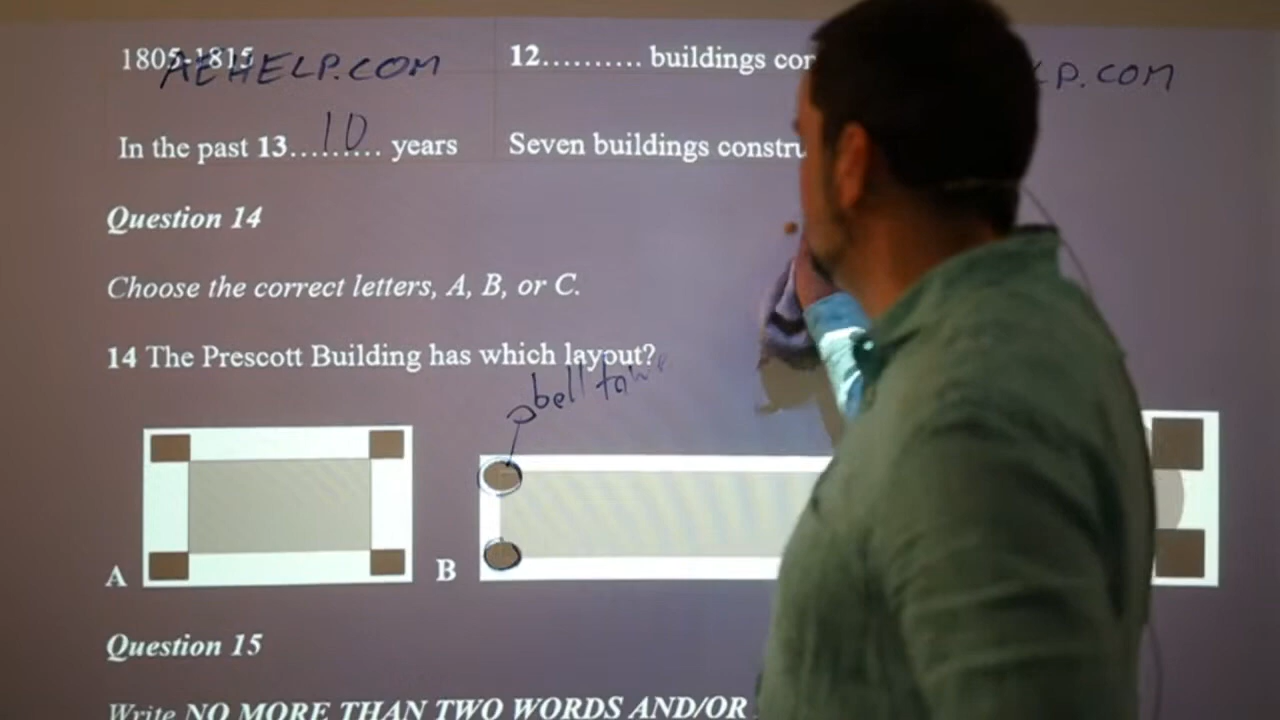 1805-1815 12.......... buildings con
AEHELP.COM LP.COM
In the past 13...10...... years Seven buildings constru
Question 14
Choose the correct letters, A, B, or C.
14 The Prescott Building has which layout?
bell tow
A B
Question 15
Write NO MORE THAN TWO WORDS AND/OR